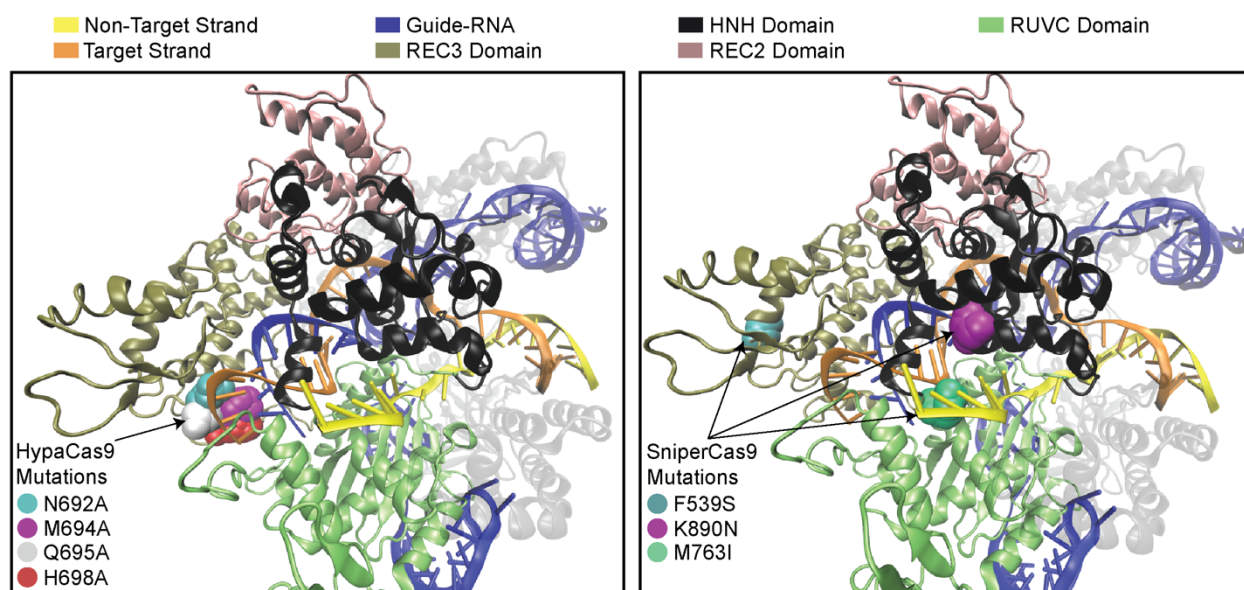 Non-Target Strand Guide-RNA HNH Domain RUVC Domain
Target Strand REC3 Domain REC2 Domain
HypaCas9
Mutations
N692A
M694A
Q695A
H698A
SniperCas9
Mutations
F539S
K890N
M763I